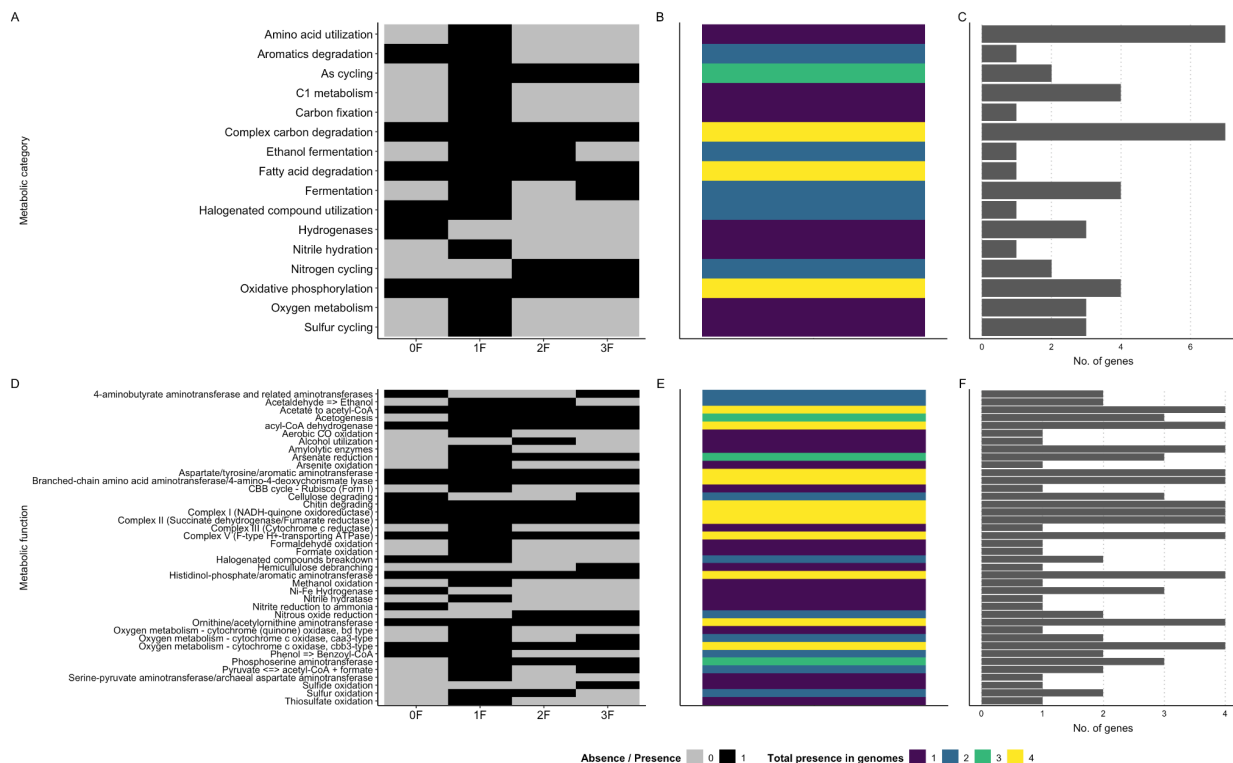 A
B
C
Metabolic category
Amino acid utilization
Aromatics degradation
As cycling
C1 metabolism
Carbon fixation
Complex carbon degradation
Ethanol fermentation
Fatty acid degradation
Fermentation
Halogenated compound utilization
Hydrogenases
Nitrile hydration
Nitrogen cycling
Oxidative phosphorylation
Oxygen metabolism
Sulfur cycling
0F 1F 2F 3F
0 2 4 6
No. of genes
D
E
F
Metabolic function
4-aminobutyrate aminotransferase and related aminotransferases
Acetaldehyde => Ethanol
Acetate to acetyl-CoA
Acetogenesis
acyl-CoA dehydrogenase
Aerobic CO oxidation
Alcohol utilization
Amylolytic enzymes
Arsenate reduction
Arsenite oxidation
Aspartate/tyrosine/aromatic aminotransferase
Branched-chain amino acid aminotransferase/4-amino-4-deoxychorismate lyase
CBB cycle - Rubisco (Form I)
Cellulose degrading
Chitin degrading
Complex I (NADH-quinone oxidoreductase)
Complex II (Succinate dehydrogenase/Fumarate reductase)
Complex III (Cytochrome c reductase)
Complex V (F-type H+-transporting ATPase)
Formaldehyde oxidation
Formate oxidation
Halogenated compounds breakdown
Hemicullulose debranching
Histidinol-phosphate/aromatic aminotransferase
Methanol oxidation
Ni-Fe Hydrogenase
Nitrile hydratase
Nitrite reduction to ammonia
Nitrous oxide reduction
Ornithine/acetylornithine aminotransferase
Oxygen metabolism - cytochrome (quinone) oxidase, bd type
Oxygen metabolism - cytochrome c oxidase, caa3-type
Oxygen metabolism - cytochrome c oxidase, cbb3-type
Phenol => Benzoyl-CoA
Phosphoserine aminotransferase
Pyruvate <=> acetyl-CoA + formate
Serine-pyruvate aminotransferase/archaeal aspartate aminotransferase
Sulfide oxidation
Sulfur oxidation
Thiosulfate oxidation
0F 1F 2F 3F
0 1 2 3 4
No. of genes
Absence / Presence 0 1 Total presence in genomes 1 2 3 4